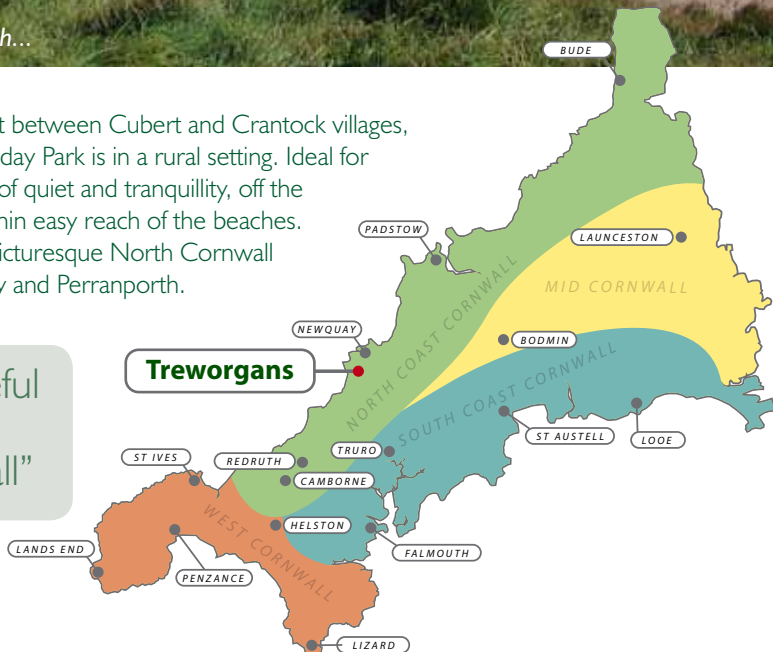 h...
t between Cubert and Crantock villages,
day Park is in a rural setting. Ideal for
of quiet and tranquillity, off the
hin easy reach of the beaches.
icturesque North Cornwall
y and Perranporth.
eful
all”
BUDE
PADSTOW
LAUNCESTON
MID CORNWALL
NEWQUAY
BODMIN
Treworgans
NORTH COAST CORNWALL
SOUTH COAST CORNWALL
ST AUSTELL
LOOE
TRURO
ST IVES
REDRUTH
CAMBORNE
HELSTON
WEST CORNWALL
FALMOUTH
LANDS END
PENZANCE
LIZARD